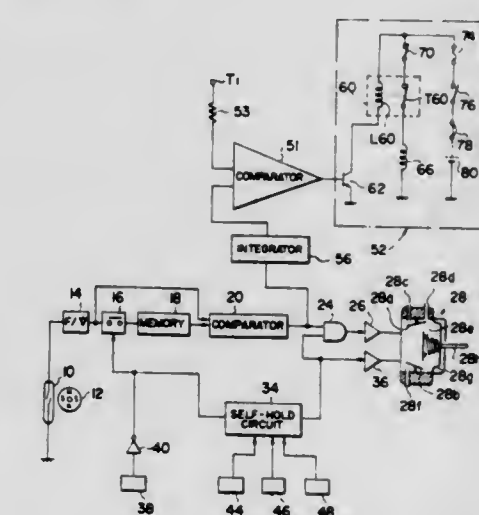 74
70
T1
60
53
T60
76
51
L60
78
COMPARATOR
66
80
62
INTEGRATOR
56
52
28c
28d
14
16
18
20
24
26
28a
28
F/V
MEMORY
COMPARATOR
28e
10
12
34
36
28g
SELF-HOLD
CIRCUIT
28f
28b
40
38
44
46
48